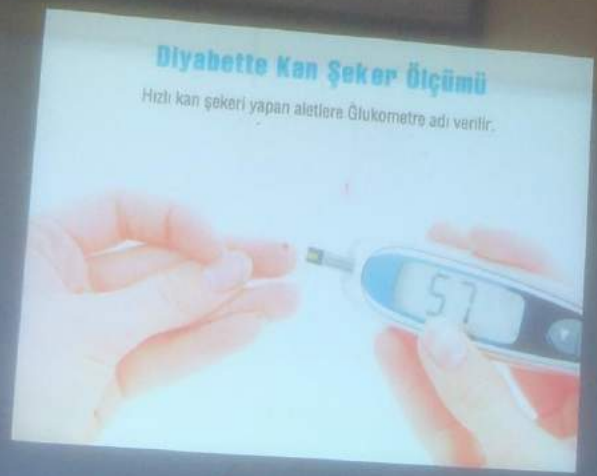 Diyabette Kan Şeker Ölçümü
Hızlı kan şekeri yapan aletlere Glukometre adı verilir.
57